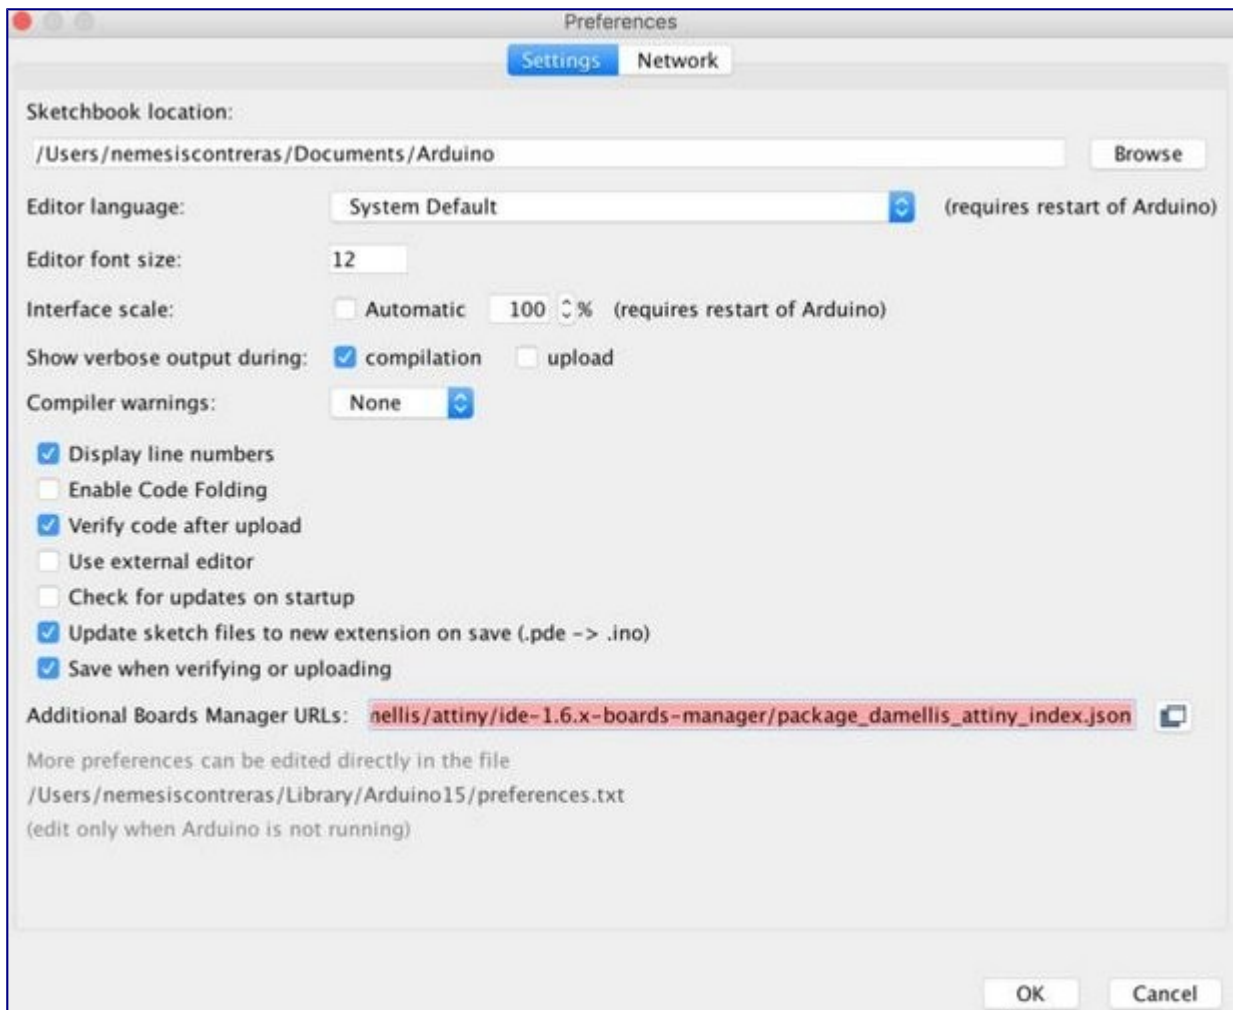 Preferences
Settings Network
Sketchbook location:
/Users/nemesiscontreras/Documents/Arduino Browse
Editor language: System Default (requires restart of Arduino)
Editor font size: 12
Interface scale: Automatic 100 % (requires restart of Arduino)
Show verbose output during: compilation upload
Compiler warnings: None
Display line numbers
Enable Code Folding
Verify code after upload
Use external editor
Check for updates on startup
Update sketch files to new extension on save (.pde -> .ino)
Save when verifying or uploading
Additional Boards Manager URLs: nellis/attiny/ide-1.6.x-boards-manager/package_damellis_attiny_index.json
More preferences can be edited directly in the file
/Users/nemesiscontreras/Library/Arduino15/preferences.txt
(edit only when Arduino is not running)
OK Cancel